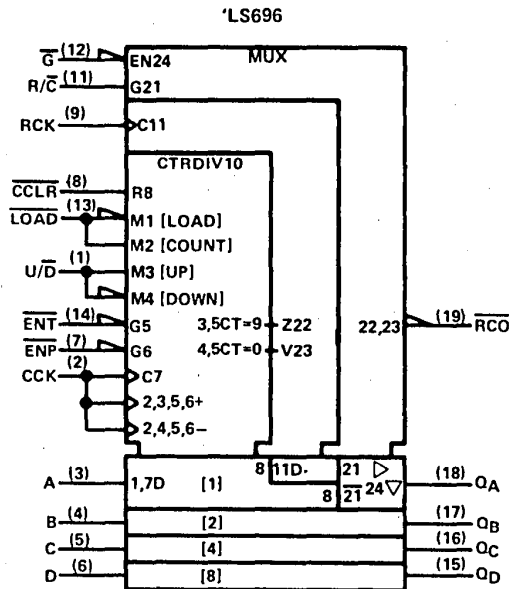 'LS696
MUX
G (12) EN24
R/C (11) G21
RCK (9) C11
CTRDIV10
CCLR (8) R8
LOAD (13) M1 [LOAD]
M2 [COUNT]
U/D (1) M3 [UP]
M4 [DOWN]
ENT (14) G5 3,5CT=9 Z22 22,23 (19) RCO
ENP (7) G6 4,5CT=0 V23
CCK (2) C7
2,3,5,6+
2,4,5,6−
A (3) 1,7D [1] 8 11D 8 21 21 24 (18) QA
B (4) [2] (17) QB
C (5) [4] (16) QC
D (6) [8] (15) QD